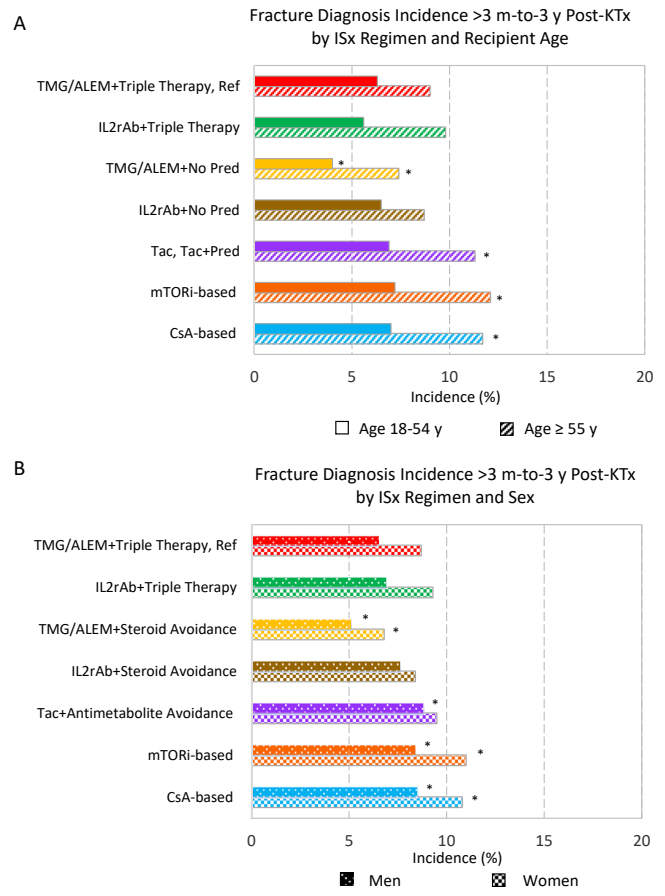 A
Fracture Diagnosis Incidence >3 m-to-3 y Post-KTx
by ISx Regimen and Recipient Age
TMG/ALEM+Triple Therapy, Ref
IL2rAb+Triple Therapy
TMG/ALEM+No Pred
*
*
IL2rAb+No Pred
Tac, Tac+Pred
*
mTORi-based
*
CsA-based
*
0 5 10 15 20
Incidence (%)
Age 18-54 y Age ≥ 55 y
B
Fracture Diagnosis Incidence >3 m-to-3 y Post-KTx
by ISx Regimen and Sex
TMG/ALEM+Triple Therapy, Ref
IL2rAb+Triple Therapy
TMG/ALEM+Steroid Avoidance
*
*
IL2rAb+Steroid Avoidance
Tac+Antimetabolite Avoidance
*
mTORi-based
* *
CsA-based
* *
0 5 10 15 20
Incidence (%)
Men Women